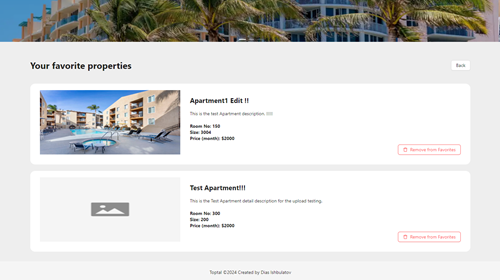 Your favorite properties
Back
Apartment1 Edit !!
This is the test Apartment description.
Room No: 150
Size: 3004
Price (month): $2000
Remove from Favorites
Test Apartment!!!
This is the Test Apartment detail description for the upload testing.
Room No: 300
Size: 200
Price (month): $2000
Remove from Favorites
Toptal ©2024 Created by Dias Ishbulatov